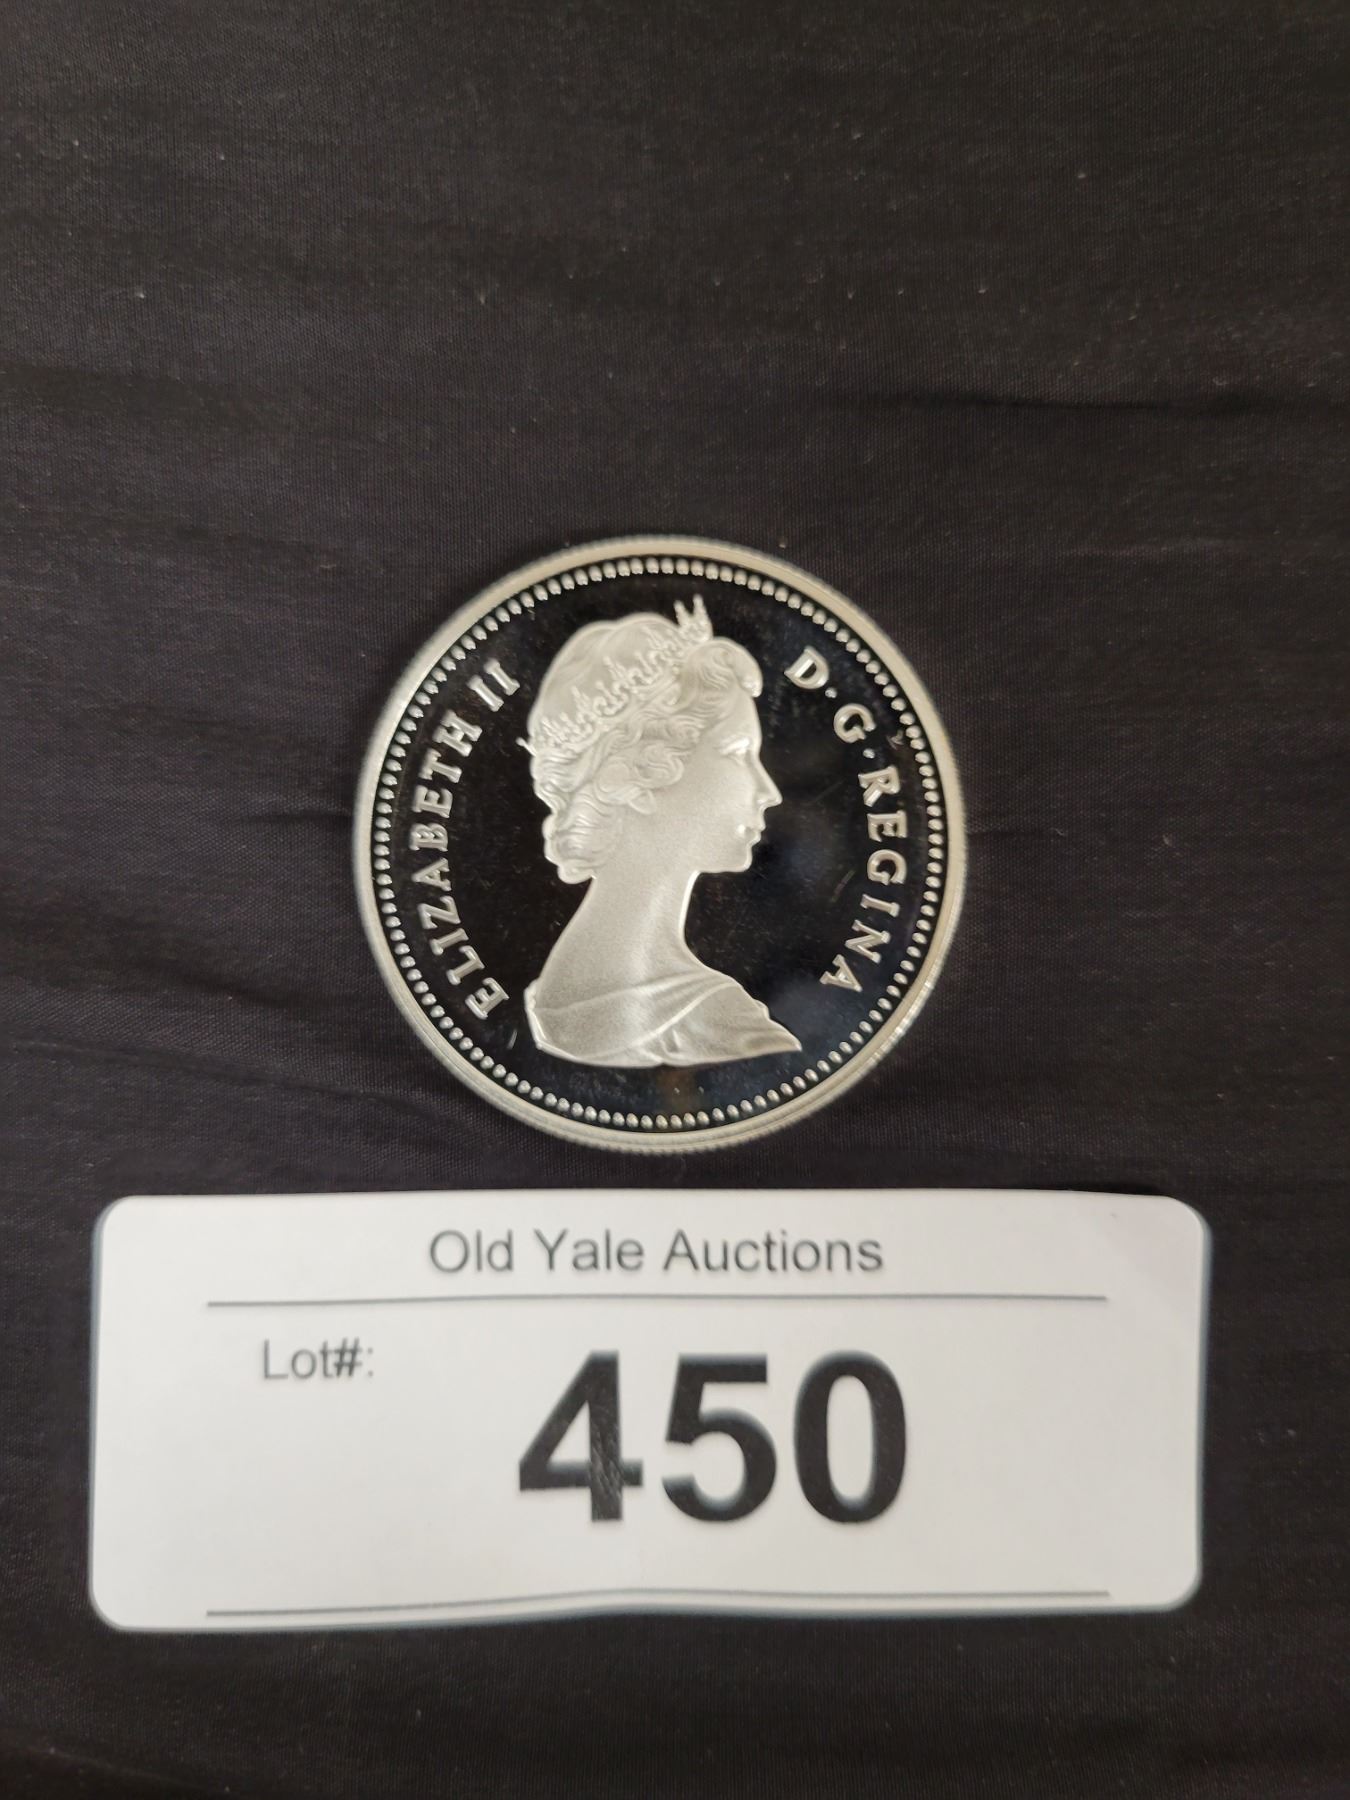 ELIZABETH II D·G·REGINA
Old Yale Auctions
Lot#:
450